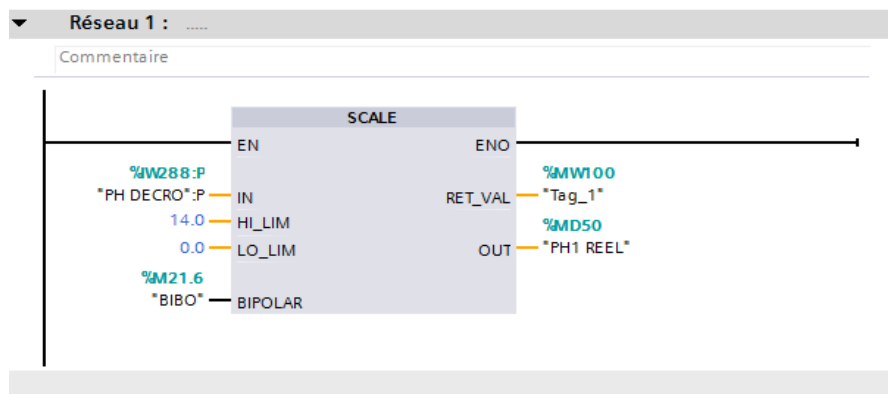 Réseau 1 : .....
Commentaire
SCALE
EN ENO
%IW288:P %MW100
"PH DECRO":P IN RET_VAL "Tag_1"
14.0 HI_LIM %MD50
0.0 LO_LIM OUT "PH1 REEL"
%M21.6
"BIBO" BIPOLAR